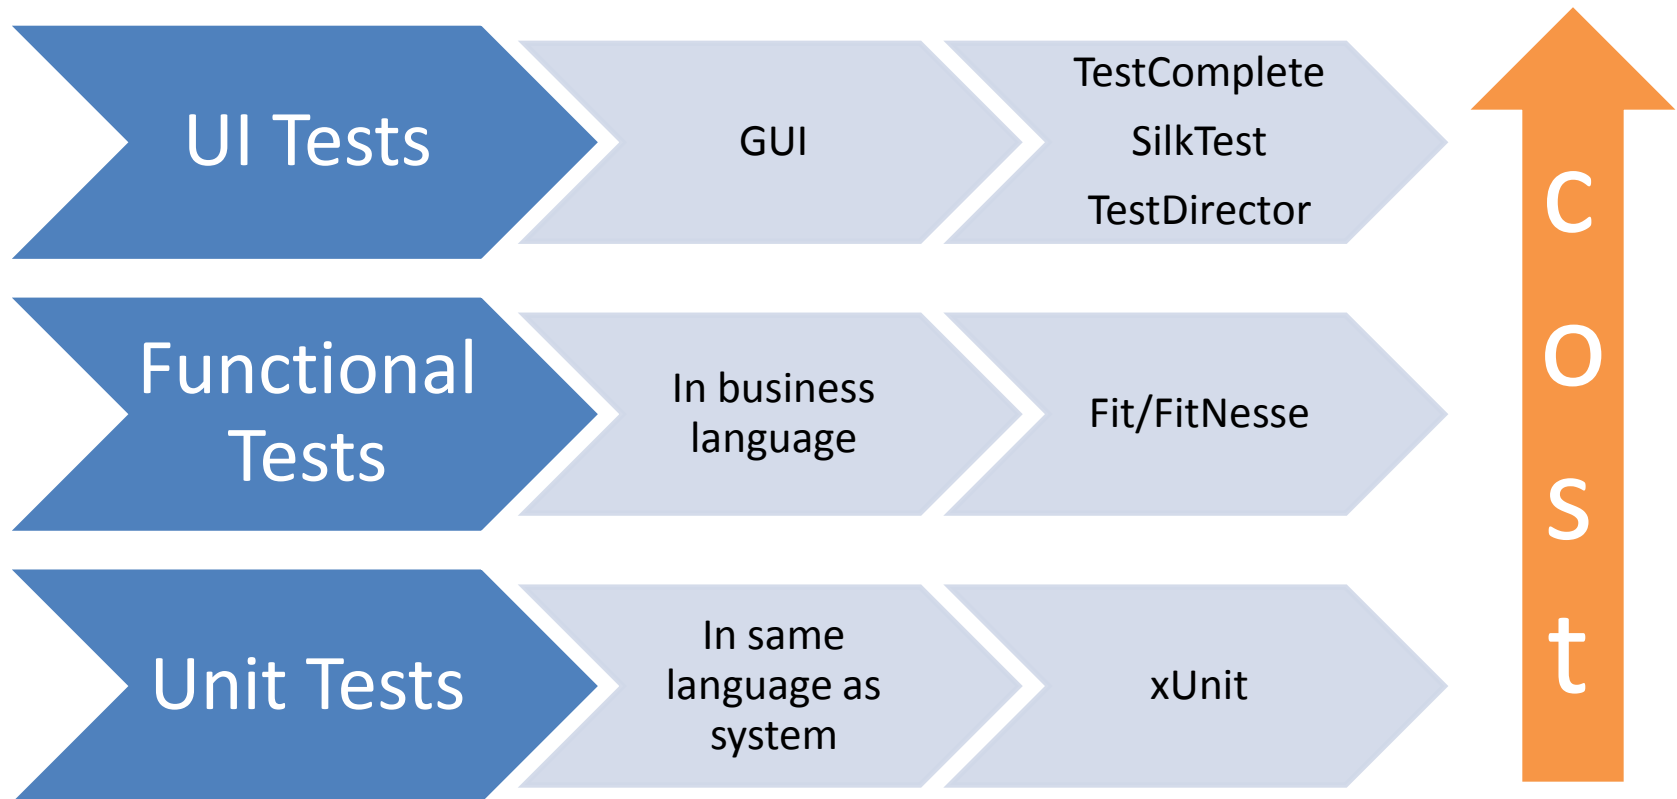 UI Tests
GUI
TestComplete
SilkTest
TestDirector
Functional
Tests
In business
language
Fit/FitNesse
Unit Tests
In same
language as
system
xUnit
c
o
s
t